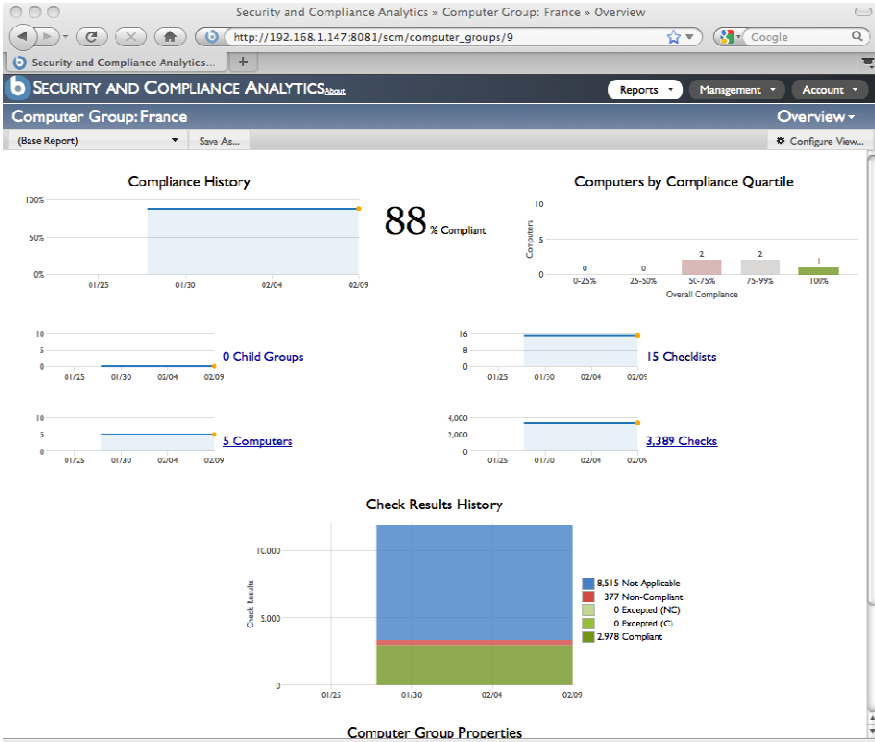 Security and Compliance Analytics » Computer Group: France » Overview
http://192.168.1.147:8081/scm/computer_groups/9
Google
Security and Compliance Analytics...
SECURITY AND COMPLIANCE ANALYTICS About
Reports
Management
Account
Computer Group: France
Overview
(Base Report)
Save As...
Configure View...
Compliance History
100%
50%
0%
01/25 01/30 02/04 02/09
88 % Compliant
Computers by Compliance Quartile
Computers
10
5
0
0 0 2 2 1
0-25% 25-50% 50-75% 75-99% 100%
Overall Compliance
10
5
0
01/25 01/30 02/04 02/09
0 Child Groups
16
8
0
01/25 01/30 02/04 02/09
15 Checklists
10
5
0
01/25 01/30 02/04 02/09
5 Computers
4,000
2,000
0
01/25 01/30 02/04 02/09
3,389 Checks
Check Results History
Check Results
10,000
5,000
0
01/25 01/30 02/04 02/09
8,515 Not Applicable
377 Non-Compliant
0 Excepted (NC)
0 Excepted (C)
2,978 Compliant
Computer Group Properties